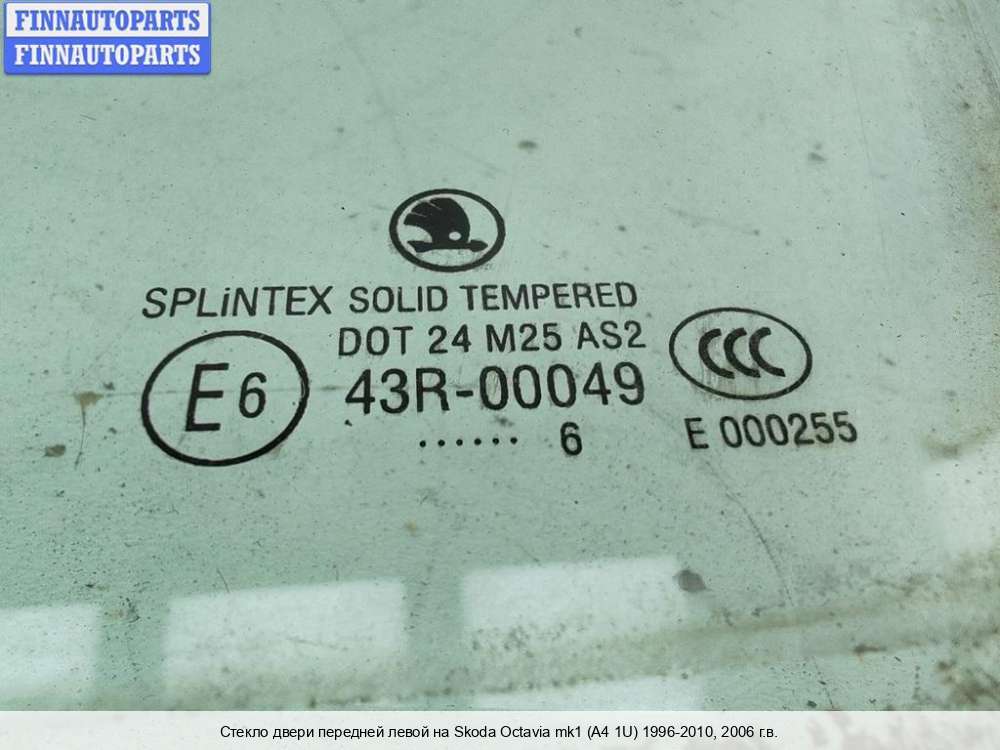 FINNAUTOPARTS
FINNAUTOPARTS
SPLiNTEX SOLID TEMPERED
DOT 24 M25 AS2
E6 43R-00049
...... 6
CCC
E 000255
Стекло двери передней левой на Skoda Octavia mk1 (A4 1U) 1996-2010, 2006 г.в.